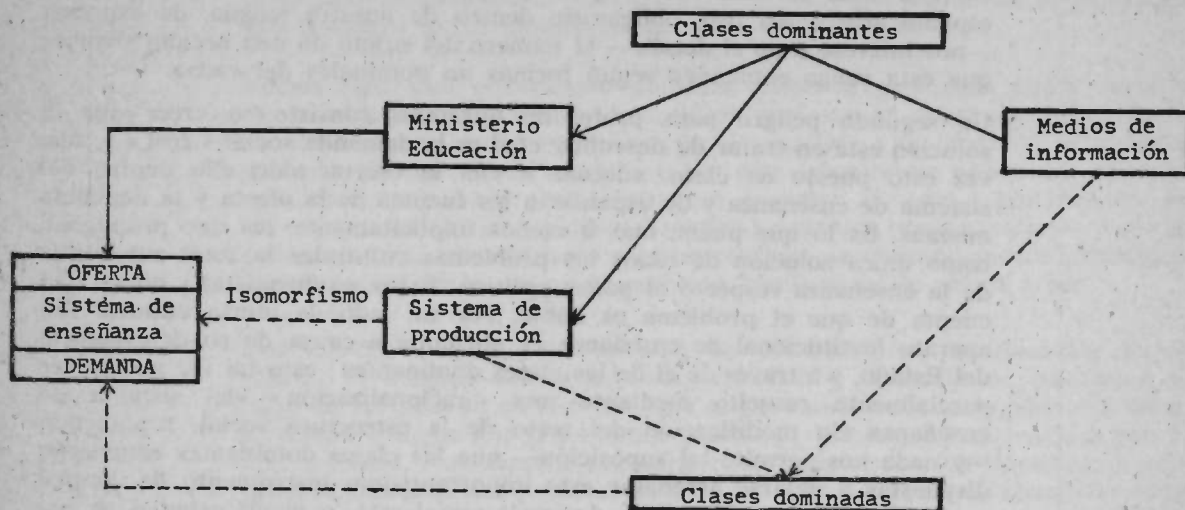 Clases dominantes
Ministerio
Educación
Medios de
información
OFERTA
Sistema de
enseñanza
DEMANDA
Isomorfismo
Sistema de
producción
Clases dominadas